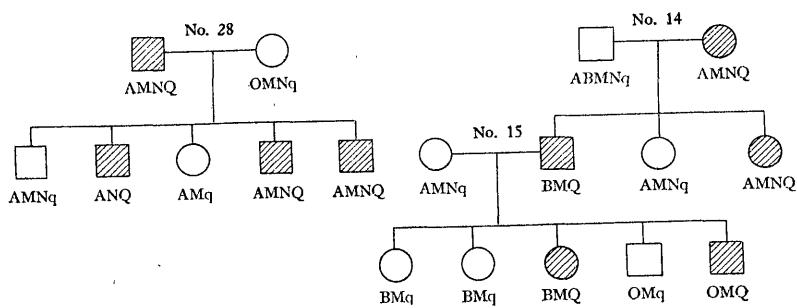 No. 28
AMNQ OMNq
AMNq ANQ AMq AMNQ AMNQ
No. 14
ABMNq AMNQ
No. 15
AMNq BMQ AMNq AMNQ
BMq BMq BMQ OMq OMQ